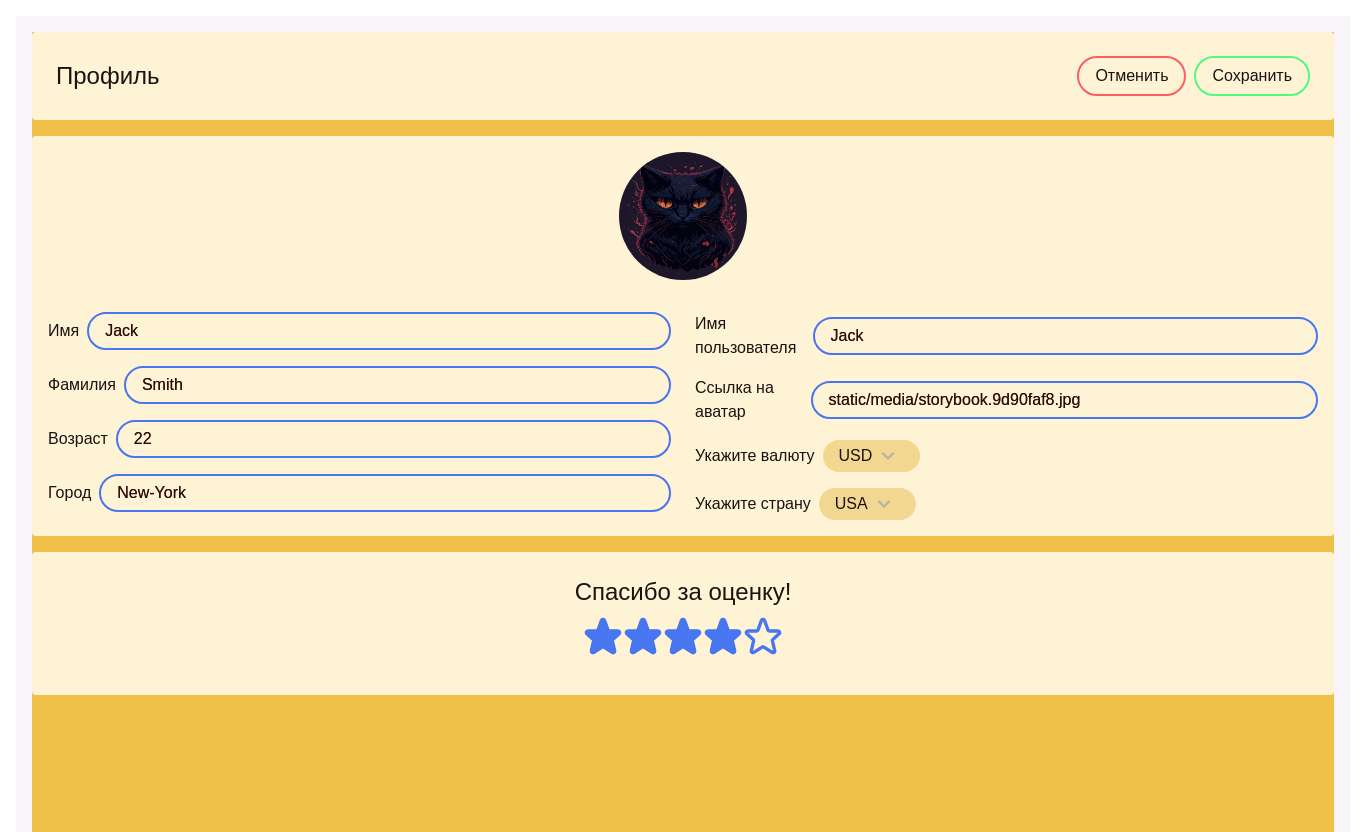 Профиль
Отменить
Сохранить
Имя
Jack
Фамилия
Smith
Возраст
22
Город
New-York
Имя
пользователя
Jack
Ссылка на
аватар
static/media/storybook.9d90faf8.jpg
Укажите валюту
USD
Укажите страну
USA
Спасибо за оценку!